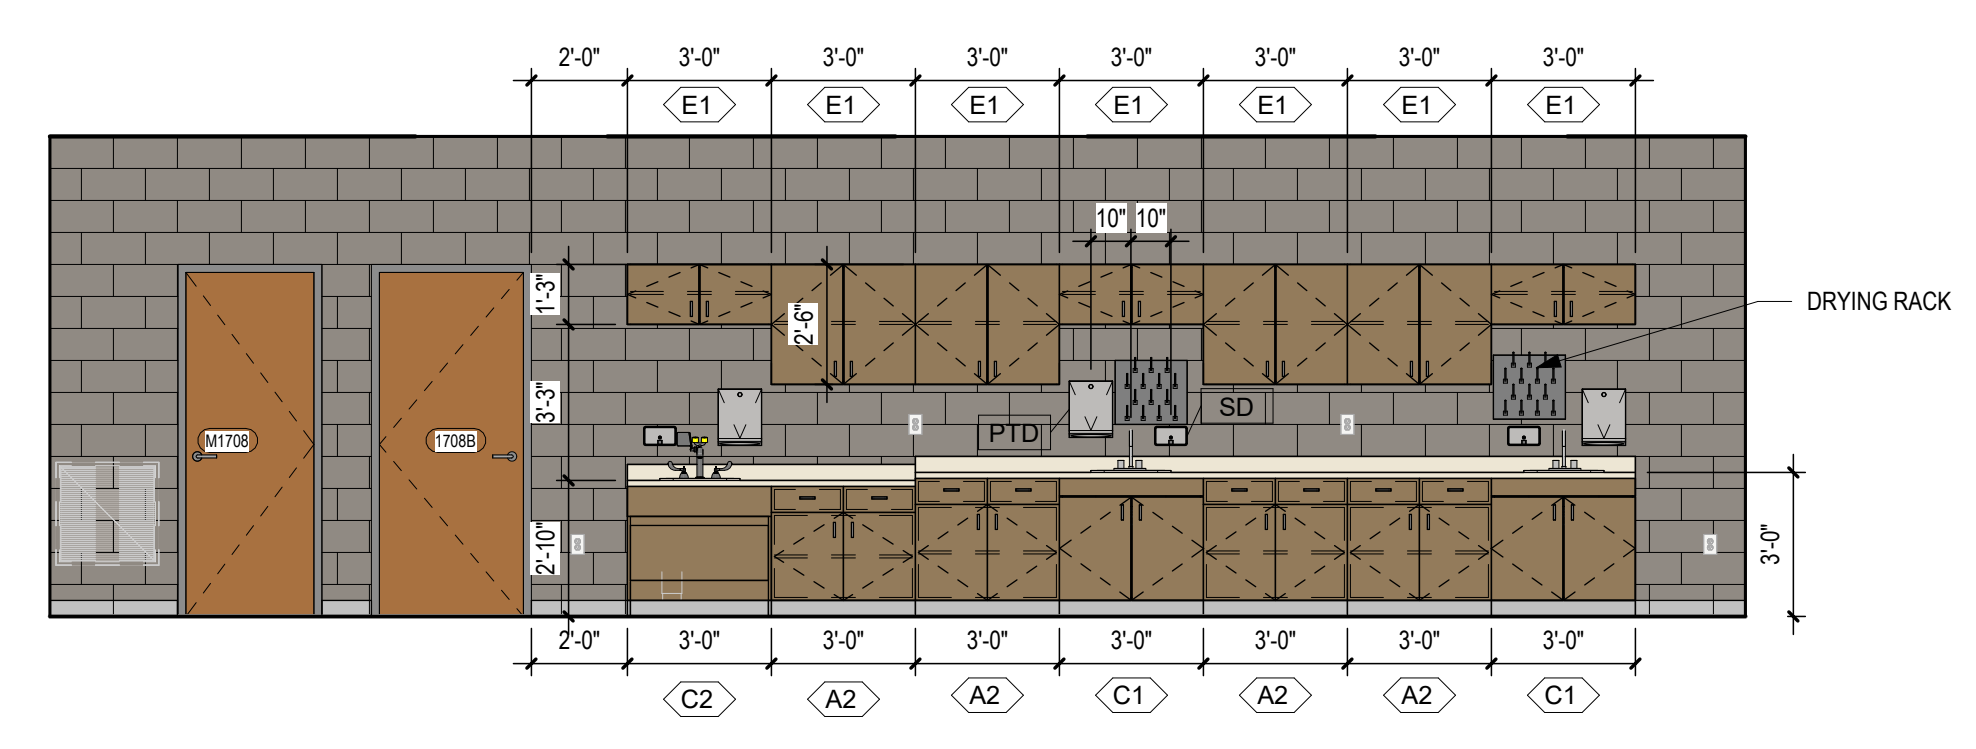 2'-0" 3'-0" 3'-0" 3'-0" 3'-0" 3'-0" 3'-0" 3'-0"
E1 E1 E1 E1 E1 E1 E1
10" 10"
1'-3"
2'-6"
DRYING RACK
3'-3"
PTD
SD
M1708
1708B
2'-10"
3'-0"
2'-0" 3'-0" 3'-0" 3'-0" 3'-0" 3'-0" 3'-0" 3'-0"
C2 A2 A2 C1 A2 A2 C1